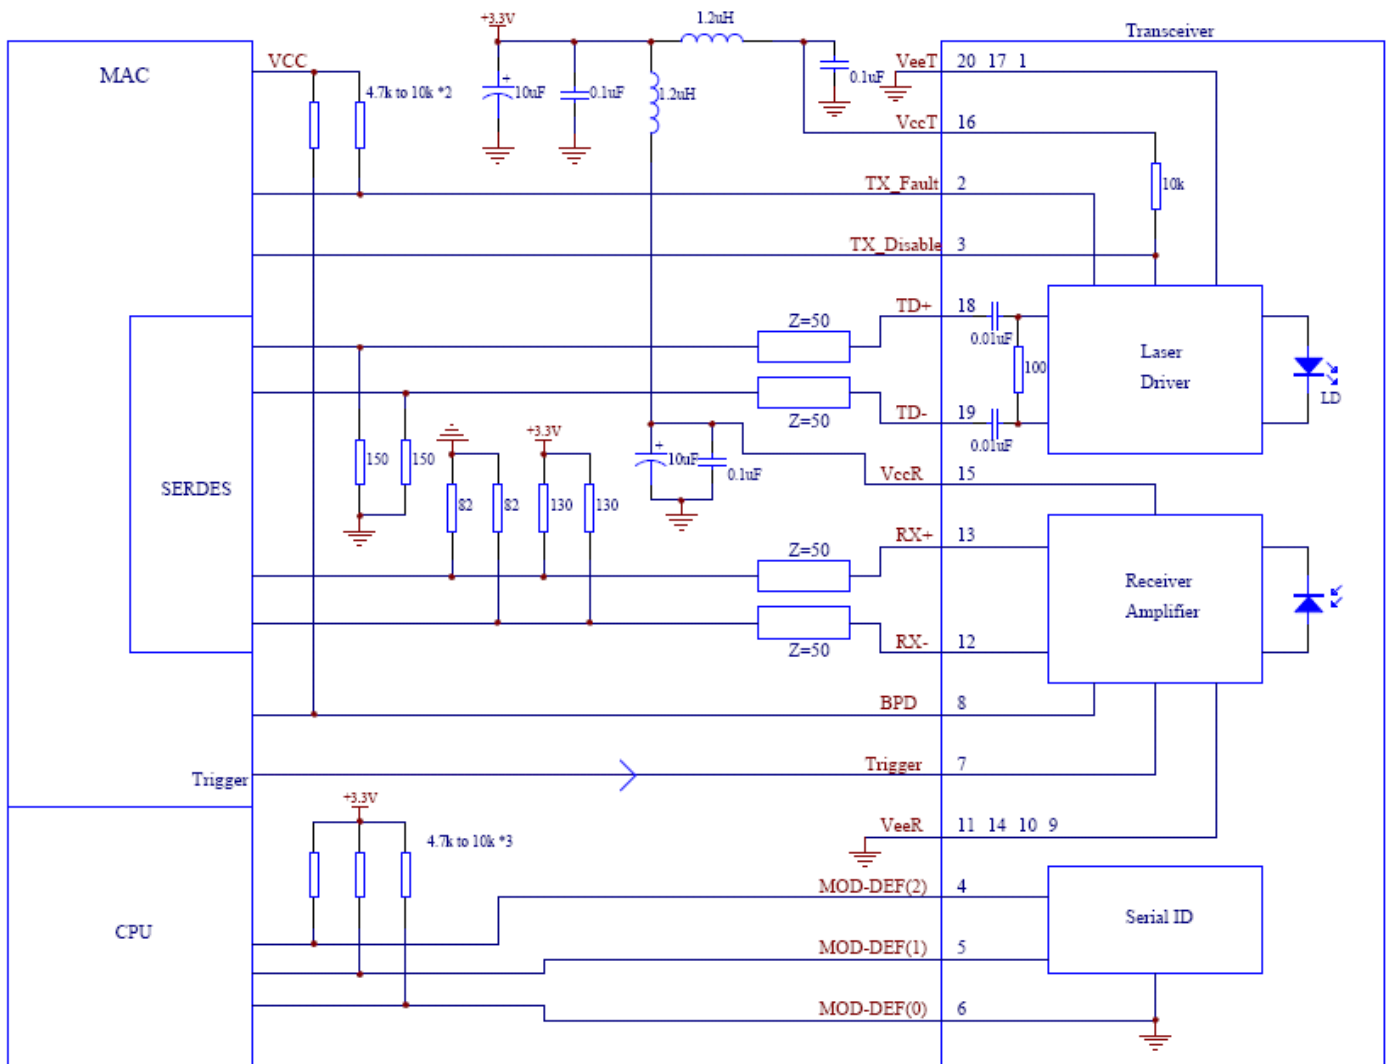 +3.3V
1.2uH
Transceiver
MAC
VCC
4.7k to 10k *2
10uF
0.1uF
1.2uH
0.1uF
VeeT
20 17 1
VccT
16
TX_Fault
2
10k
TX_Disable
3
TD+
18
Z=50
0.01uF
100
Laser
Driver
LD
Z=50
TD-
19
0.01uF
SERDES
150
150
82
82
+3.3V
130
130
10uF
0.1uF
VccR
15
RX+
13
Z=50
Receiver
Amplifier
Z=50
RX-
12
BPD
8
Trigger
Trigger
7
+3.3V
4.7k to 10k *3
VeeR
11 14 10 9
CPU
MOD-DEF(2)
4
Serial ID
MOD-DEF(1)
5
MOD-DEF(0)
6